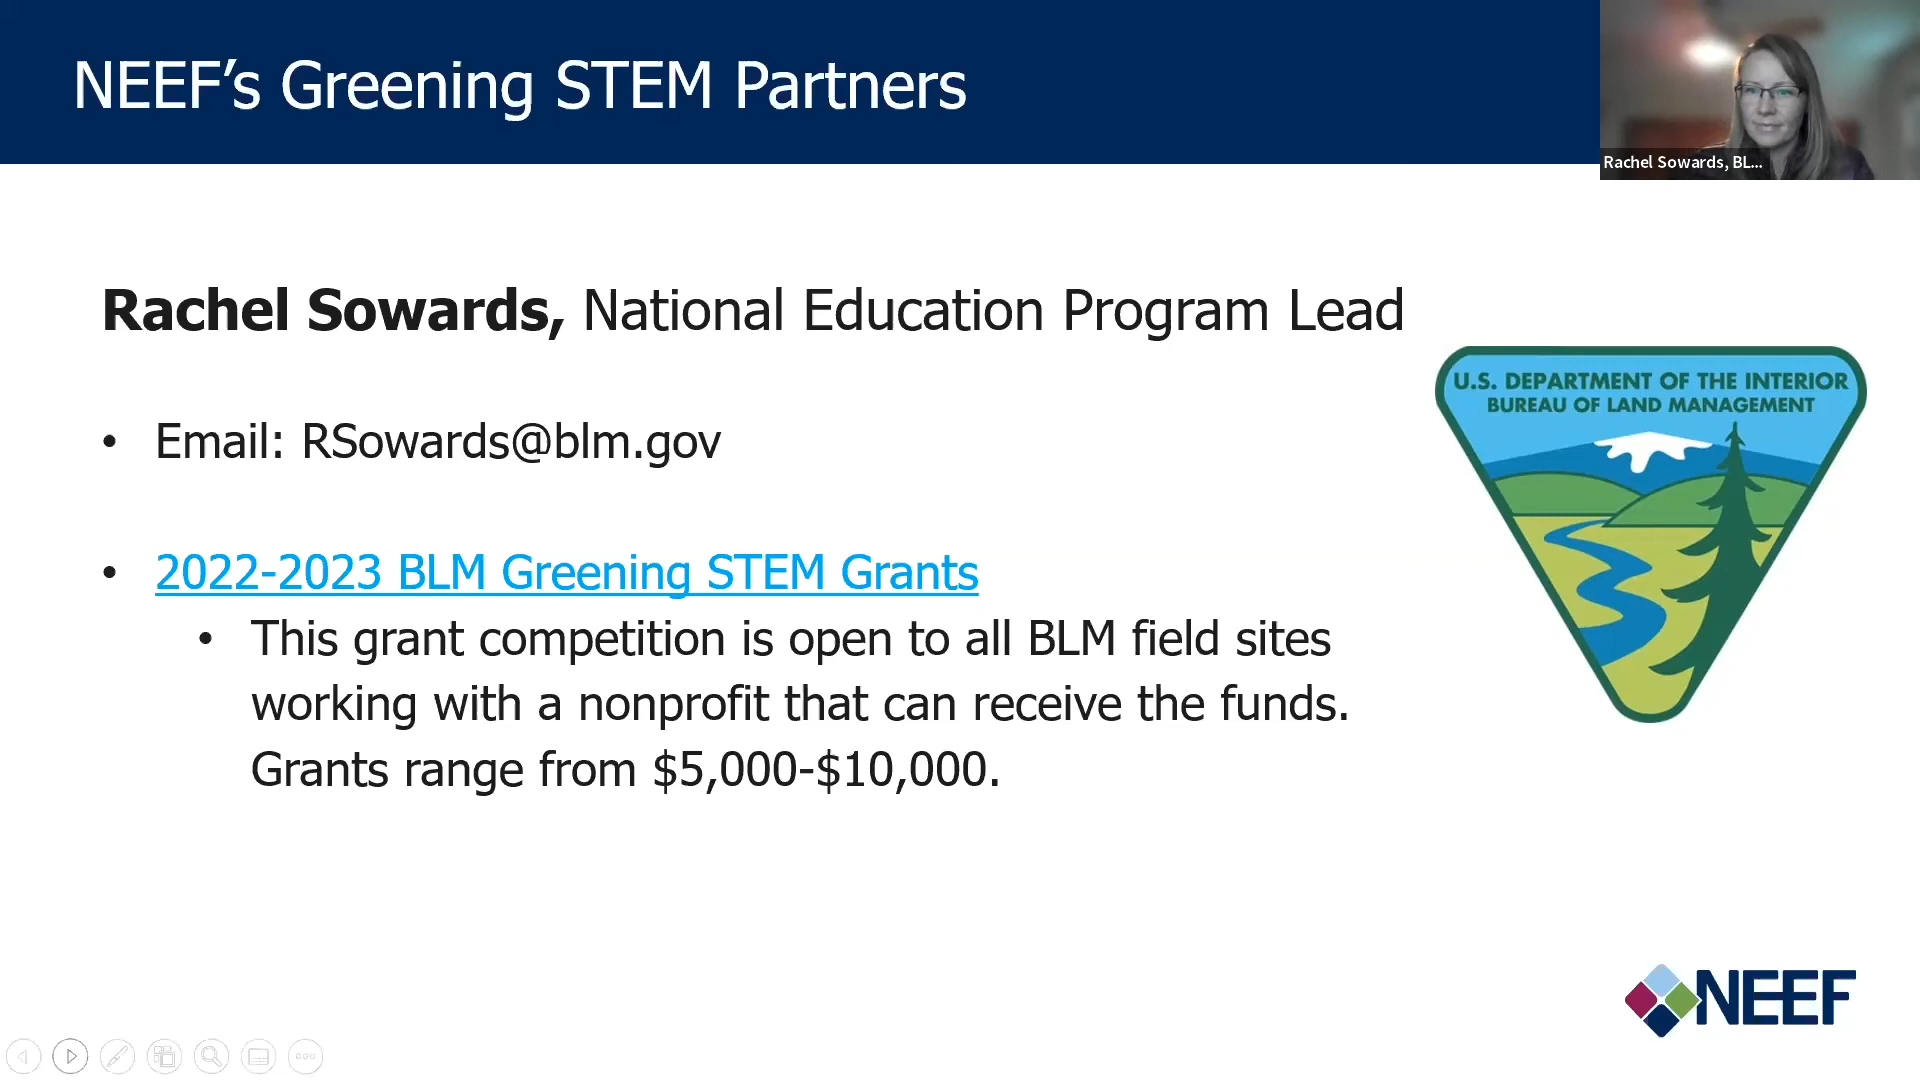 NEEF’s Greening STEM Partners
Rachel Sowards, BL...
Rachel Sowards, National Education Program Lead
U.S. DEPARTMENT OF THE INTERIOR
BUREAU OF LAND MANAGEMENT
• Email: RSowards@blm.gov
• 2022-2023 BLM Greening STEM Grants
• This grant competition is open to all BLM field sites
working with a nonprofit that can receive the funds.
Grants range from $5,000-$10,000.
NEEF